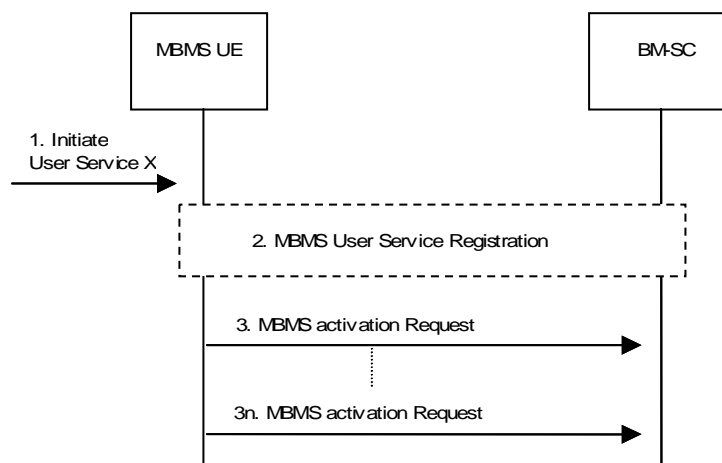 MBMS UE
BM-SC
1. Initiate
User Service X
2. MBMS User Service Registration
3. MBMS activation Request
3n. MBMS activation Request